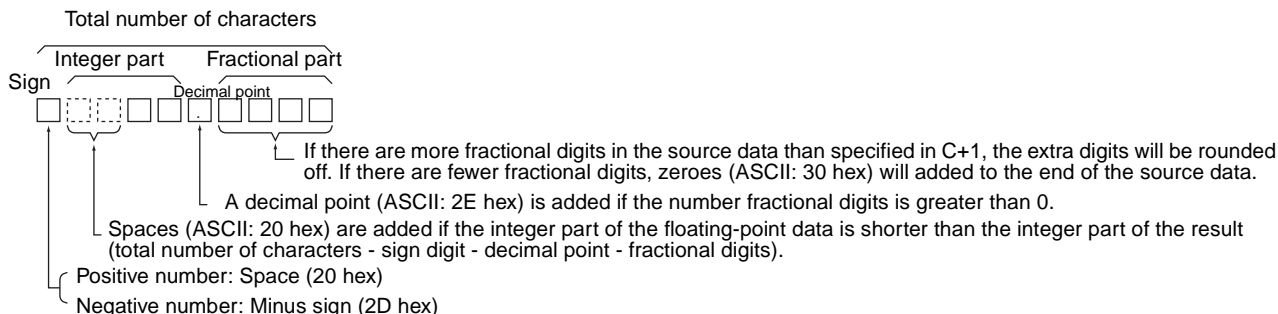 Total number of characters
Integer part Fractional part
Sign
Decimal point
.
If there are more fractional digits in the source data than specified in C+1, the extra digits will be rounded
off. If there are fewer fractional digits, zeroes (ASCII: 30 hex) will added to the end of the source data.
A decimal point (ASCII: 2E hex) is added if the number fractional digits is greater than 0.
Spaces (ASCII: 20 hex) are added if the integer part of the floating-point data is shorter than the integer part of the result
(total number of characters - sign digit - decimal point - fractional digits).
Positive number: Space (20 hex)
Negative number: Minus sign (2D hex)